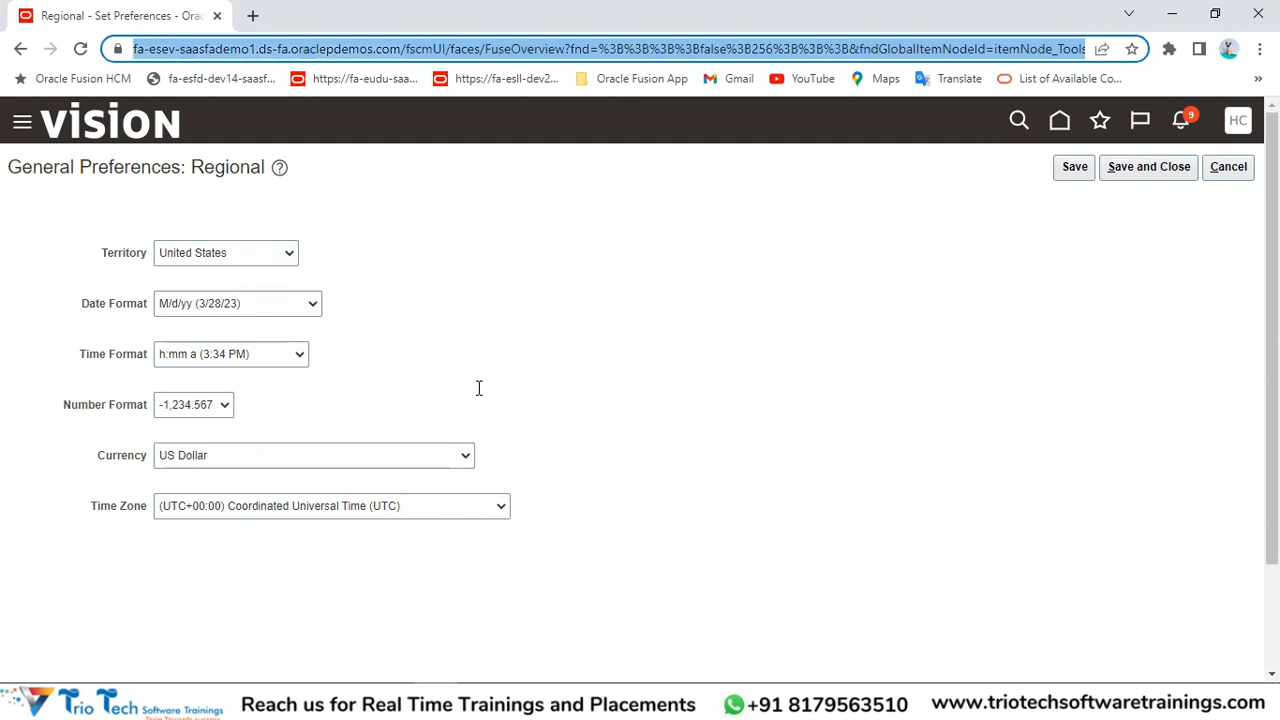 Regional - Set Preferences - Orac
fa-esev-saasfademo1.ds-fa.oraclepdemos.com/fscmUI/faces/FuseOverview?fnd=%3B%3B%3B%3Bfalse%3B256%3B%3B%3B&fndGlobalItemNodeId=itemNode_Tools
Oracle Fusion HCM
fa-esfd-dev14-saasf...
https://fa-eudu-saa...
https://fa-esll-dev2...
Oracle Fusion App
Gmail
YouTube
Maps
Translate
List of Available Co...
»
VISION
9
HC
General Preferences: Regional ?
Save
Save and Close
Cancel
Territory United States
Date Format M/d/yy (3/28/23)
Time Format h:mm a (3:34 PM)
Number Format -1,234.567
Currency US Dollar
Time Zone (UTC+00:00) Coordinated Universal Time (UTC)
Trio Tech Software Trainings
Train Towards success
Reach us for Real Time Trainings and Placements
+91 8179563510
www.triotechsoftwaretrainings.com